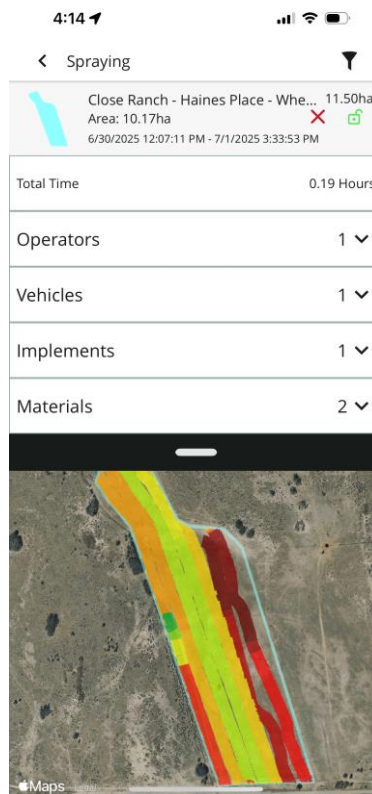 4:14
Spraying
Close Ranch - Haines Place - Whe... 11.50ha
Area: 10.17ha
6/30/2025 12:07:11 PM - 7/1/2025 3:33:53 PM
Total Time 0.19 Hours
Operators 1
Vehicles 1
Implements 1
Materials 2
Maps